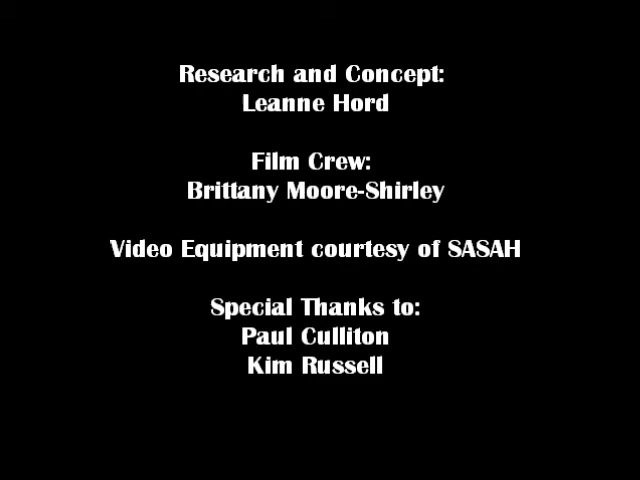 Research and Concept:
Leanne Hord
Film Crew:
Brittany Moore-Shirley
Video Equipment courtesy of SASAH
Special Thanks to:
Paul Culliton
Kim Russell